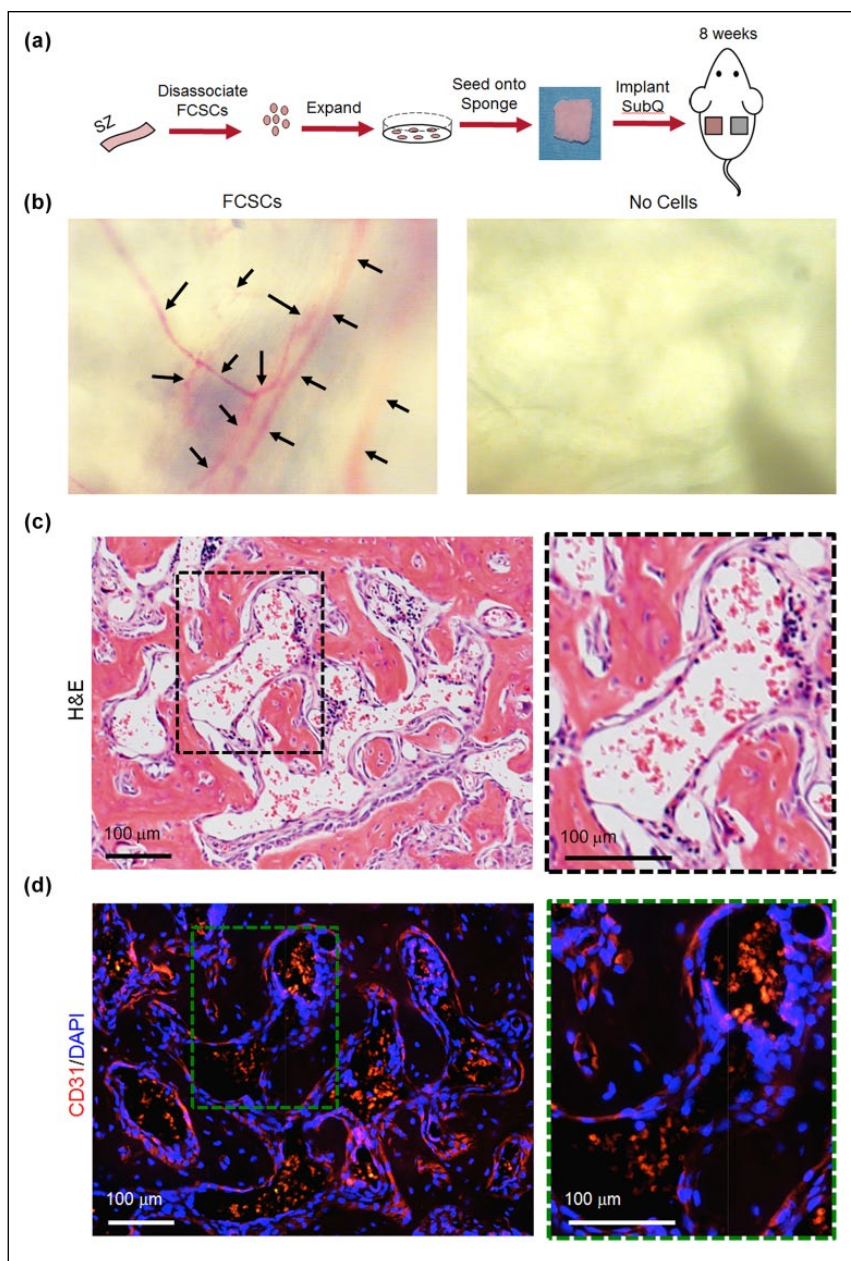 (a)
8 weeks
SZ
Disassociate
FCSCs
Expand
Seed onto
Sponge
Implant
SubQ
(b)
FCSCs
No Cells
(c)
H&E
100 µm
100 µm
(d)
CD31/DAPI
100 µm
100 µm